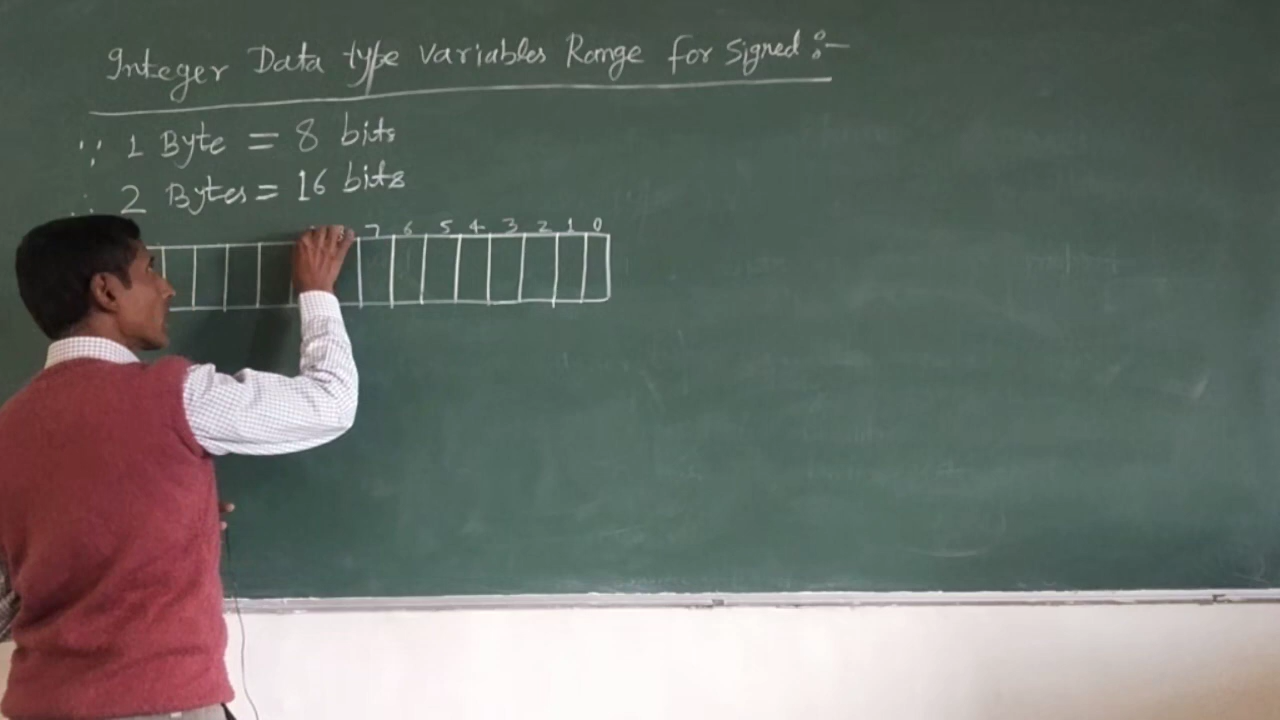 Integer Data type variables Range for signed :-
∵ 1 Byte = 8 bits
∴ 2 Bytes = 16 bits
8 7 6 5 4 3 2 1 0